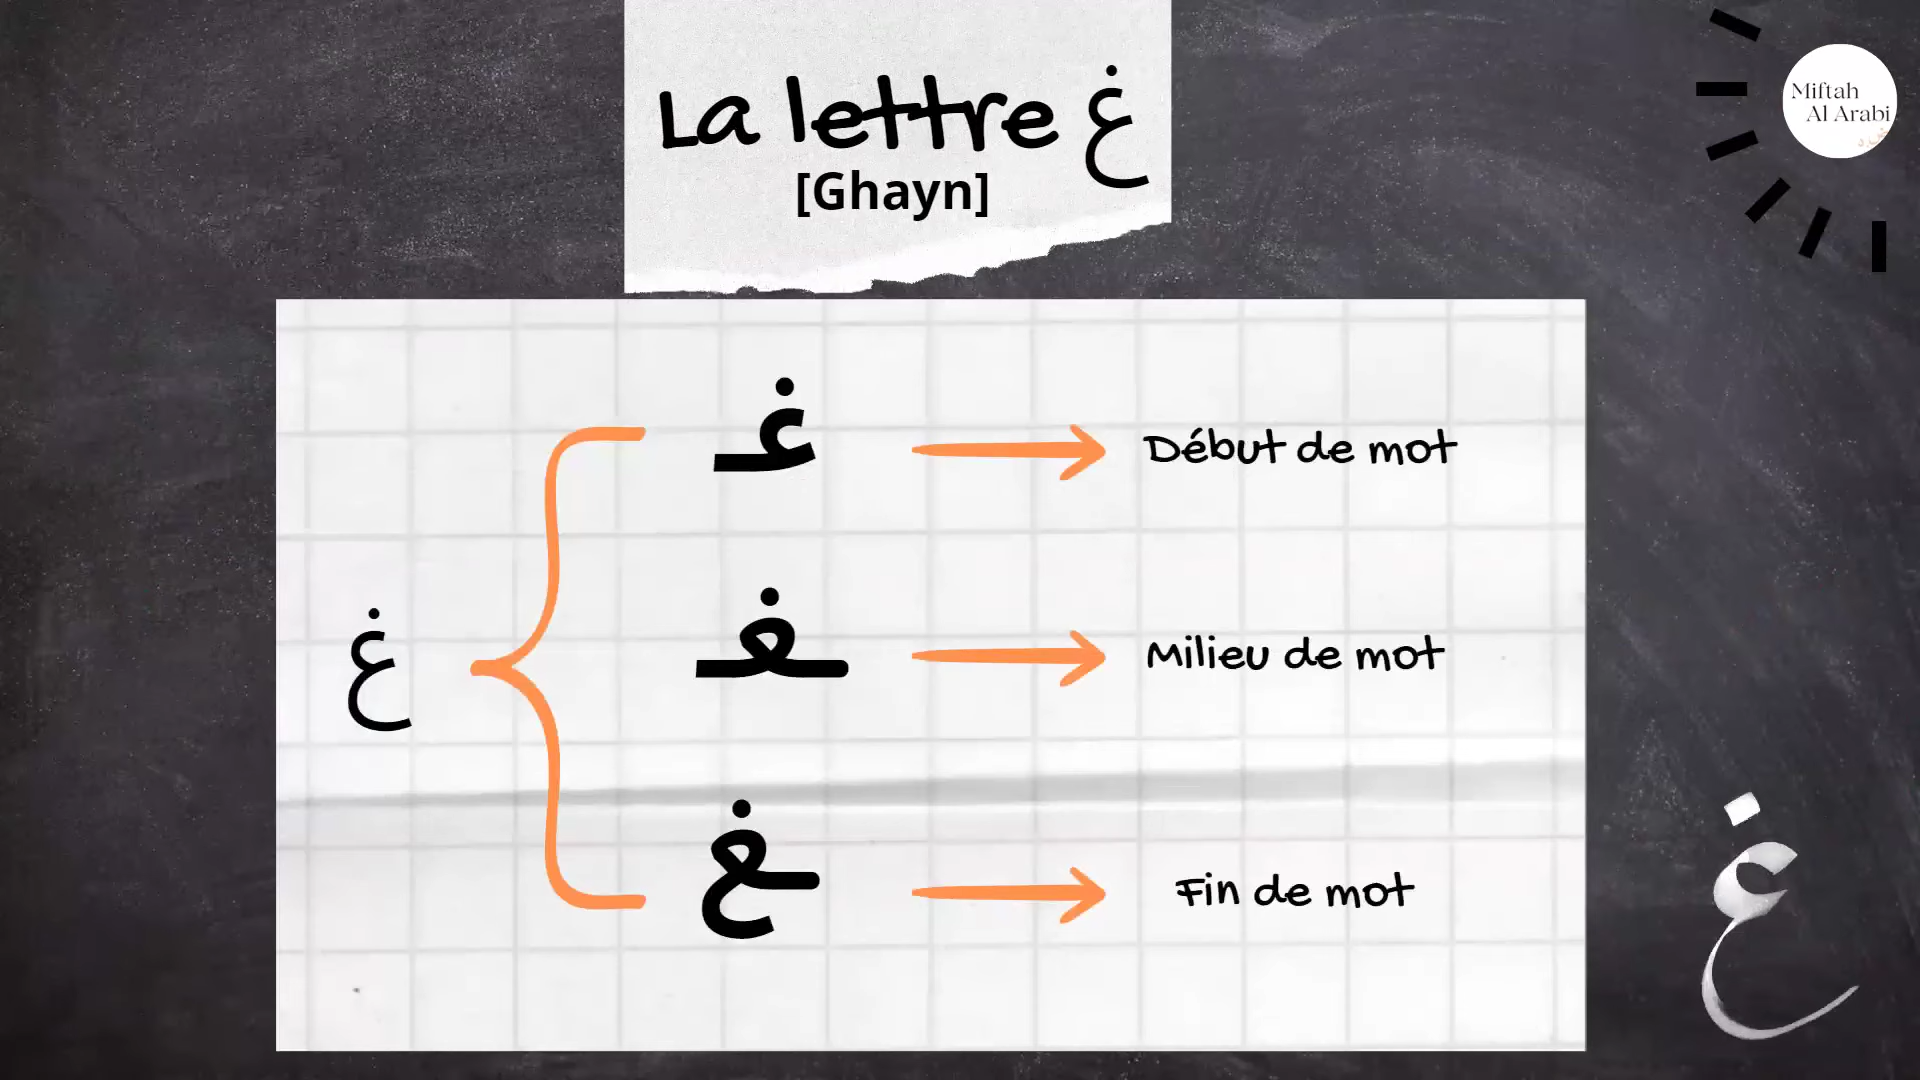 La lettre غ
[Ghayn]
Miftah
Al Arabi
غـ
Début de mot
غ
ـغـ
Milieu de mot
ـغ
Fin de mot
غ